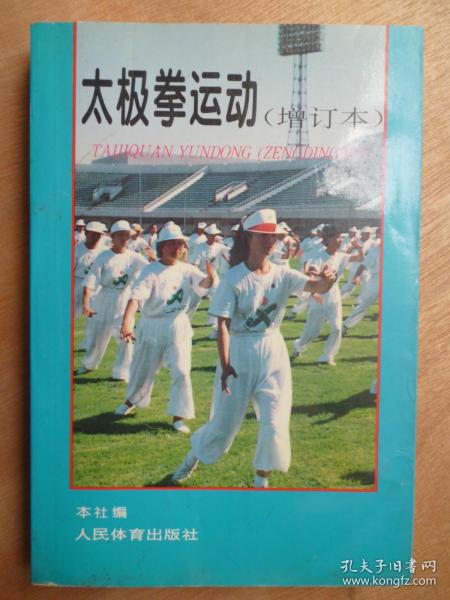 太极拳运动(增订本)
TAIJIQUAN YUNDONG (ZENGDING
本社编
人民体育出版社
孔夫子旧书网
www.kongfz.com